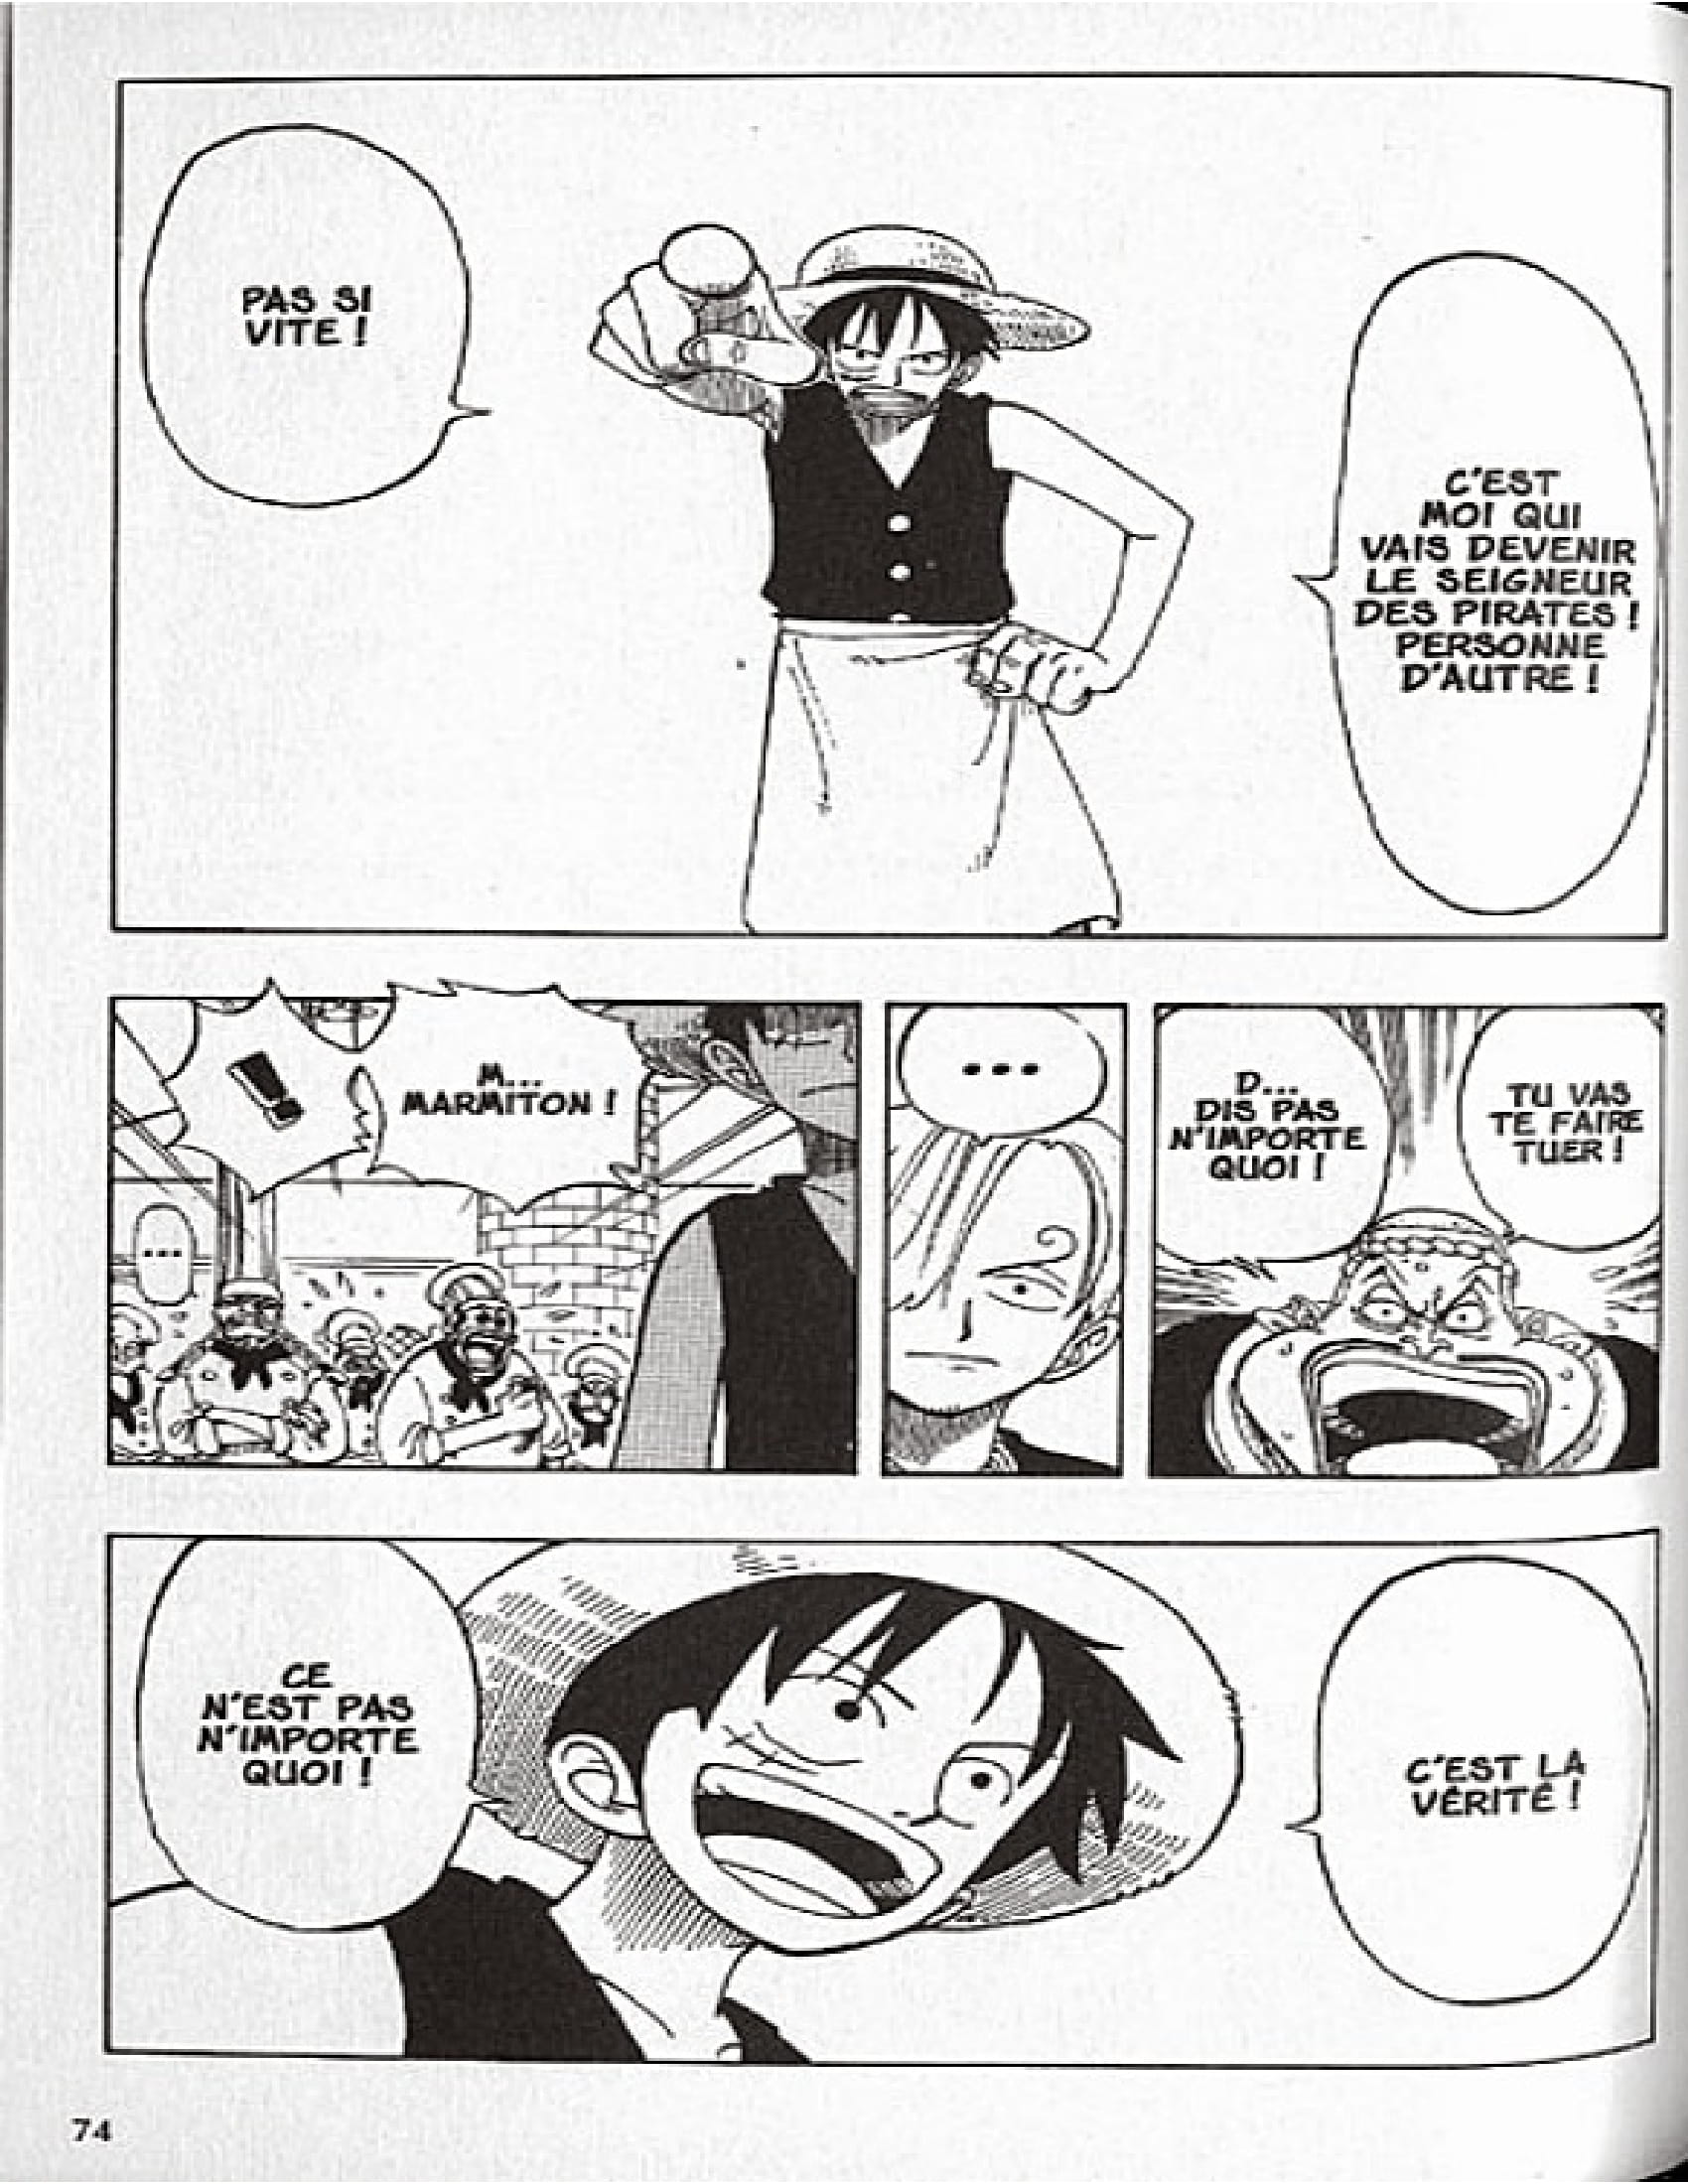 C'EST
MOI QUI
VAIS DEVENIR
LE SEIGNEUR
DES PIRATES !
PERSONNE
D'AUTRE !
PAS SI
VITE !
TU VAS
TE FAIRE
TUER !
D...
DIS PAS
N'IMPORTE
QUOI !
...
M...
MARMITON !
!
...
C'EST LA
VÉRITÉ !
CE
N'EST PAS
N'IMPORTE
QUOI !
74